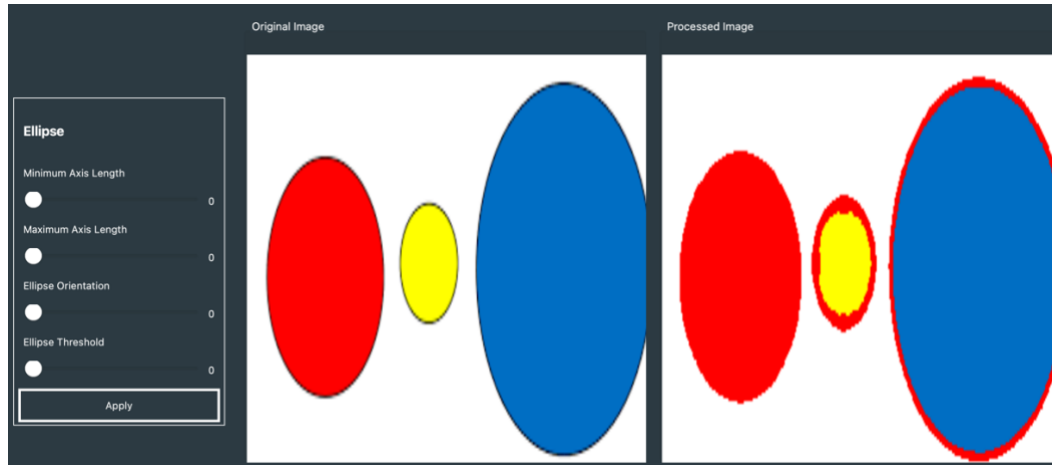 Original Image
Processed Image
Ellipse
Minimum Axis Length
0
Maximum Axis Length
0
Ellipse Orientation
0
Ellipse Threshold
0
Apply